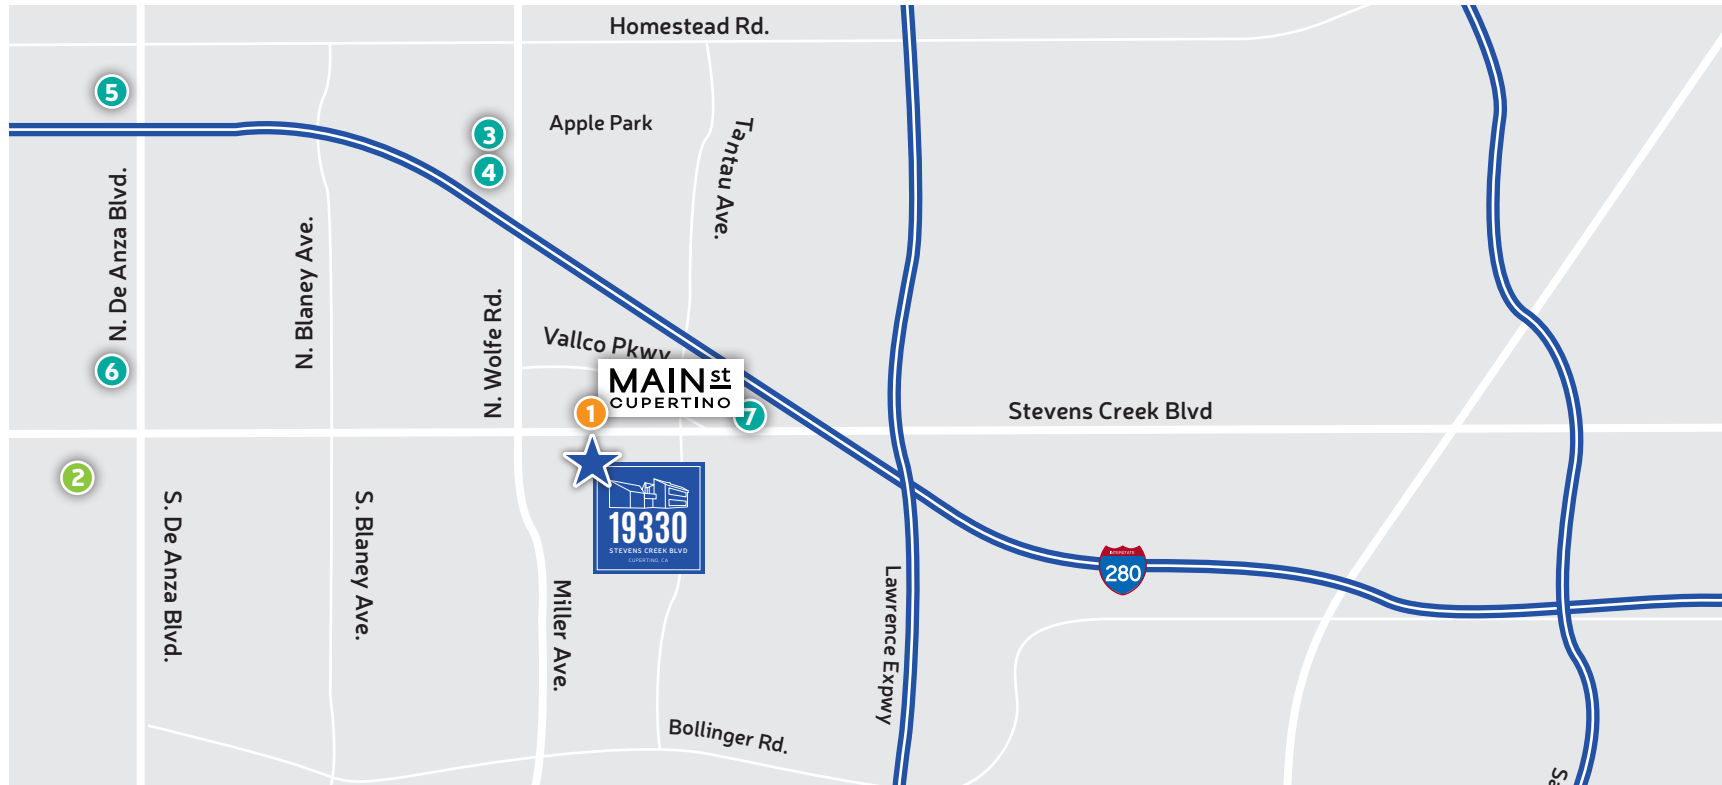 Homestead Rd.
5
3
Apple Park
4
Tantau Ave.
N. De Anza Blvd.
N. Blaney Ave.
N. Wolfe Rd.
Vallco Pkwy
6
MAIN st
CUPERTINO
1
7
Stevens Creek Blvd
2
19330
STEVENS CREEK BLVD
CUPERTINO, CA
S. De Anza Blvd.
S. Blaney Ave.
Miller Ave.
Lawrence Expwy
INTERSTATE
280
Bollinger Rd.
Sa